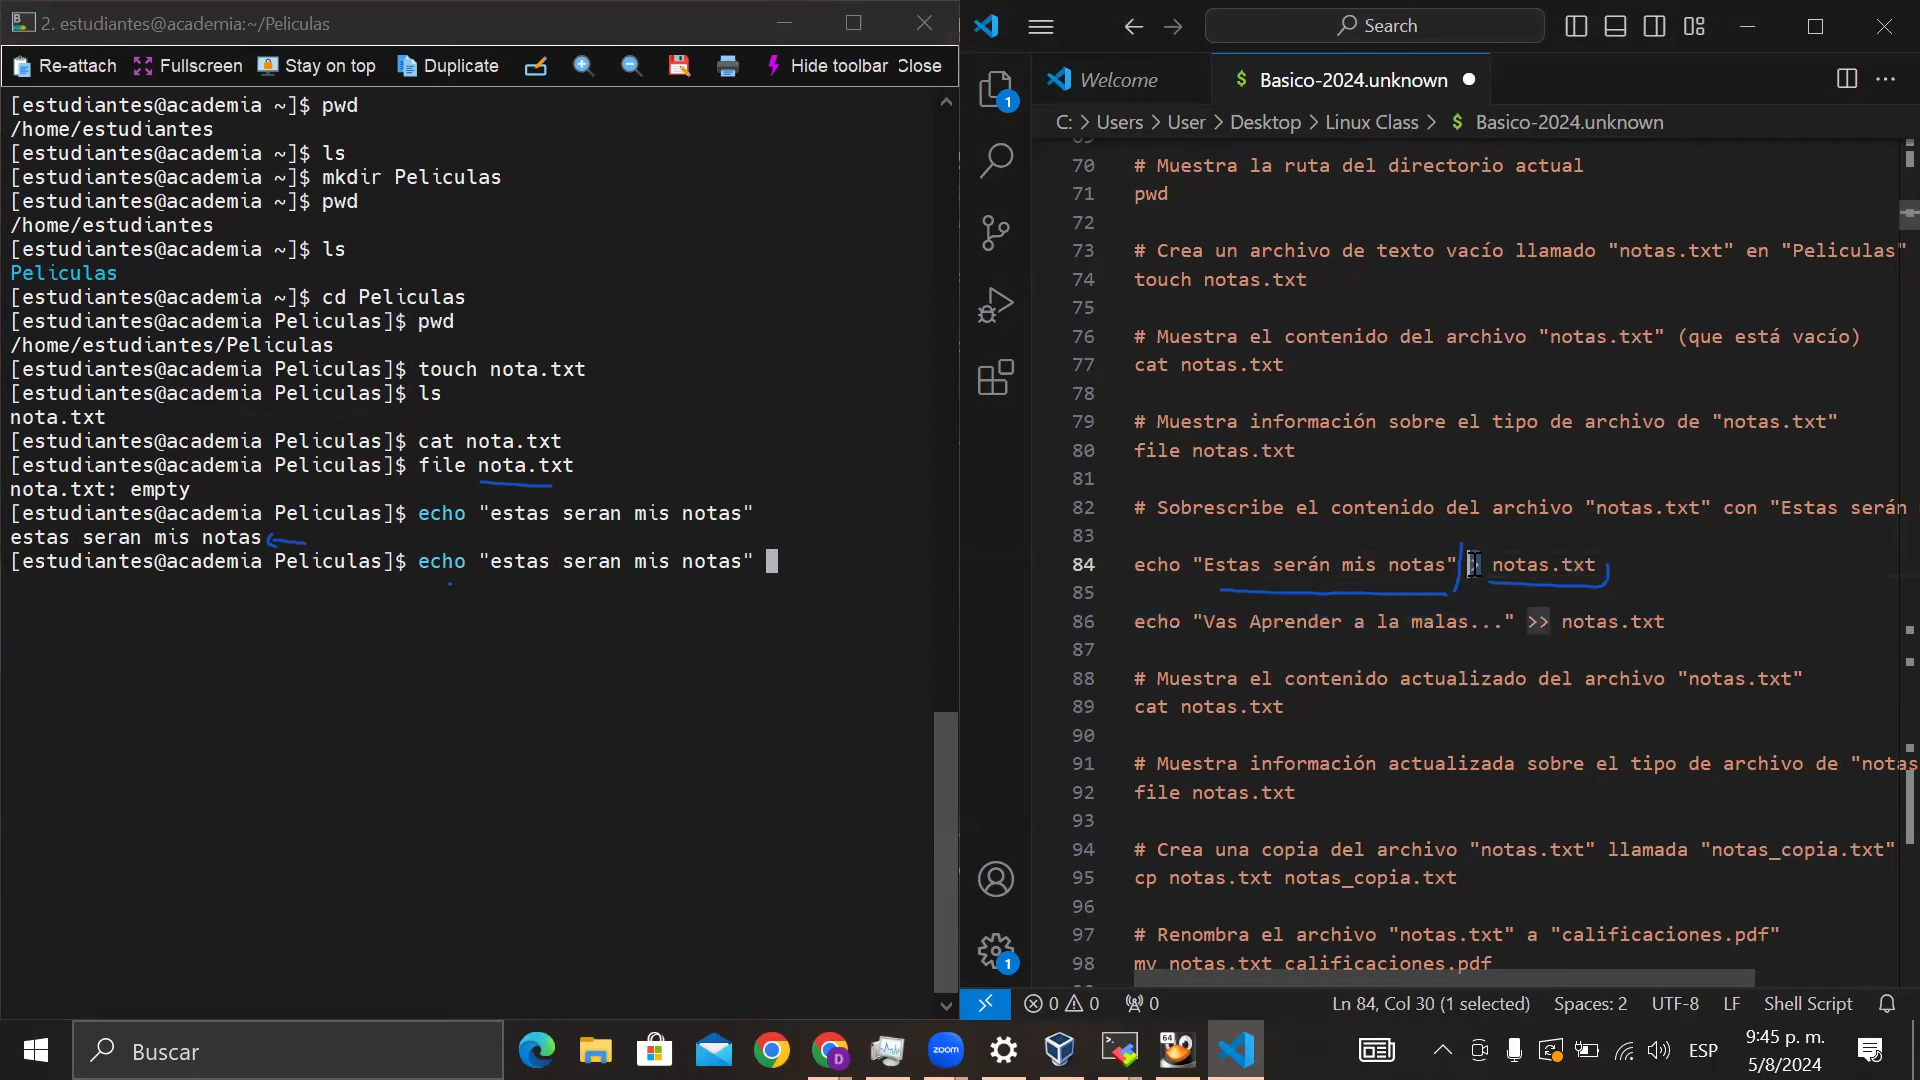 2. estudiantes@academia:~/Peliculas
Re-attach Fullscreen Stay on top Duplicate Hide toolbar Close
[estudiantes@academia ~]$ pwd
/home/estudiantes
[estudiantes@academia ~]$ ls
[estudiantes@academia ~]$ mkdir Peliculas
[estudiantes@academia ~]$ pwd
/home/estudiantes
[estudiantes@academia ~]$ ls
Peliculas
[estudiantes@academia ~]$ cd Peliculas
[estudiantes@academia Peliculas]$ pwd
/home/estudiantes/Peliculas
[estudiantes@academia Peliculas]$ touch nota.txt
[estudiantes@academia Peliculas]$ ls
nota.txt
[estudiantes@academia Peliculas]$ cat nota.txt
[estudiantes@academia Peliculas]$ file nota.txt
nota.txt: empty
[estudiantes@academia Peliculas]$ echo "estas seran mis notas"
estas seran mis notas
[estudiantes@academia Peliculas]$ echo "estas seran mis notas"
Search
Welcome
$ Basico-2024.unknown
C: > Users > User > Desktop > Linux Class > $ Basico-2024.unknown
70 # Muestra la ruta del directorio actual
71 pwd
72
73 # Crea un archivo de texto vacío llamado "notas.txt" en "Peliculas"
74 touch notas.txt
75
76 # Muestra el contenido del archivo "notas.txt" (que está vacío)
77 cat notas.txt
78
79 # Muestra información sobre el tipo de archivo de "notas.txt"
80 file notas.txt
81
82 # Sobrescribe el contenido del archivo "notas.txt" con "Estas serán
83
84 echo "Estas serán mis notas" > notas.txt
85
86 echo "Vas Aprender a la malas..." >> notas.txt
87
88 # Muestra el contenido actualizado del archivo "notas.txt"
89 cat notas.txt
90
91 # Muestra información actualizada sobre el tipo de archivo de "notas
92 file notas.txt
93
94 # Crea una copia del archivo "notas.txt" llamada "notas_copia.txt"
95 cp notas.txt notas_copia.txt
96
97 # Renombra el archivo "notas.txt" a "calificaciones.pdf"
98 mv notas.txt calificaciones.pdf
1
1
0 0 0 Ln 84, Col 30 (1 selected) Spaces: 2 UTF-8 LF Shell Script
Buscar
zoom
D
64
ESP
9:45 p. m.
5/8/2024